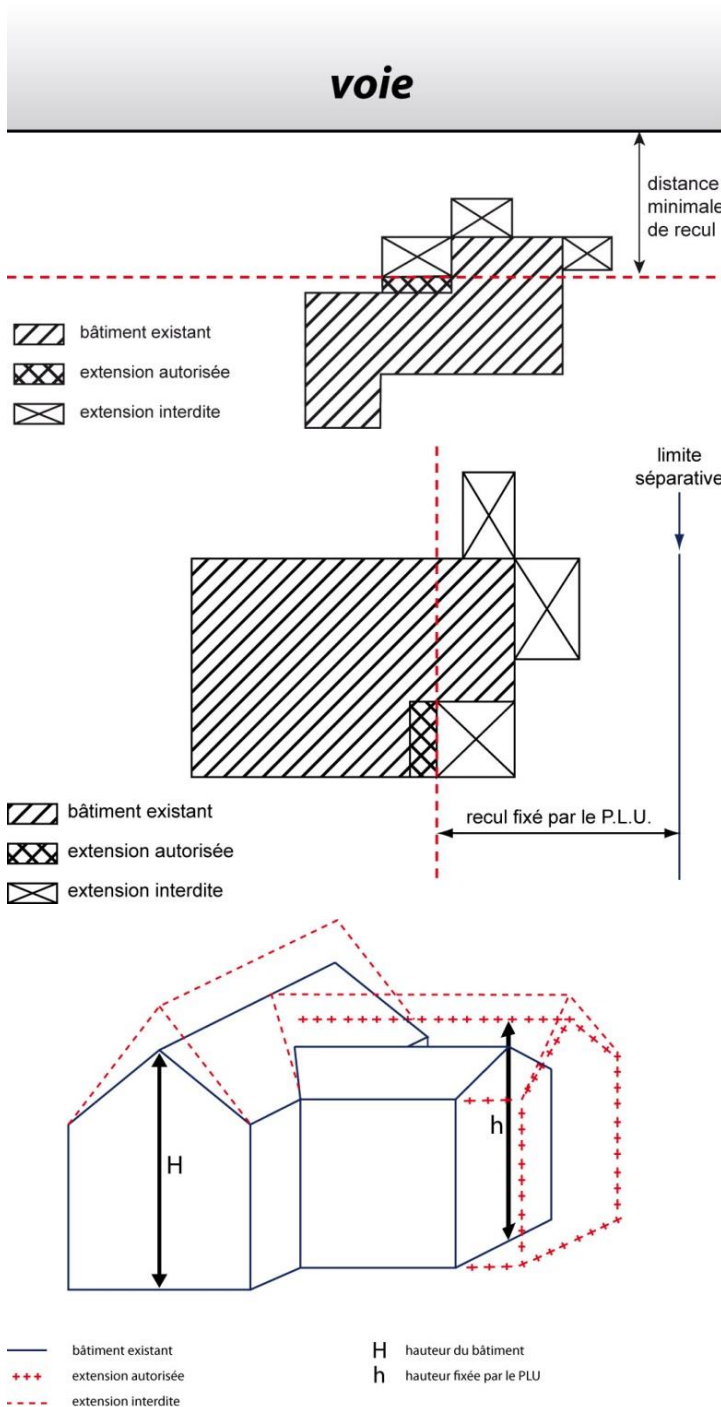 voie
distance
minimale
de recul
bâtiment existant
extension autorisée
extension interdite
limite
séparative
bâtiment existant
extension autorisée
extension interdite
recul fixé par le P.L.U.
H
h
bâtiment existant
extension autorisée
extension interdite
H hauteur du bâtiment
h hauteur fixée par le PLU